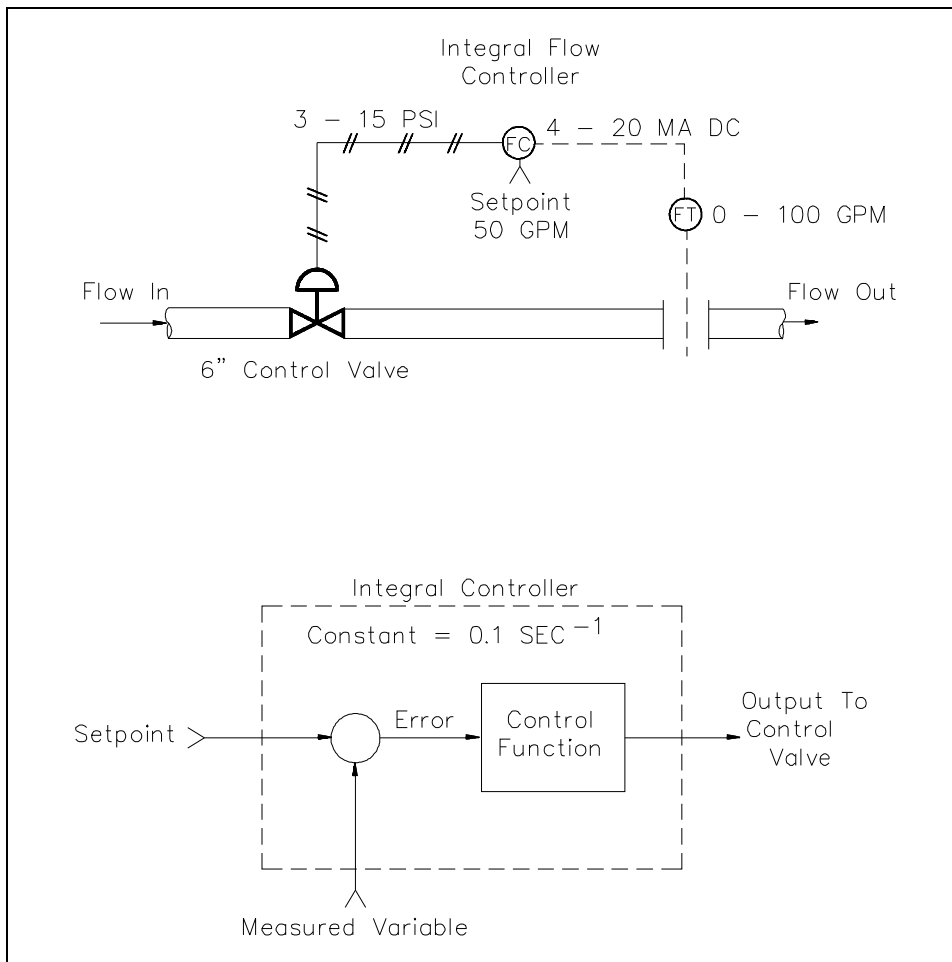 Integral Flow
Controller
3 - 15 PSI
FC
4 - 20 MA DC
Setpoint
50 GPM
FT
0 - 100 GPM
Flow In
Flow Out
6" Control Valve
Integral Controller
Constant = 0.1 SEC⁻¹
Setpoint
Error
Control
Function
Output To
Control
Valve
Measured Variable